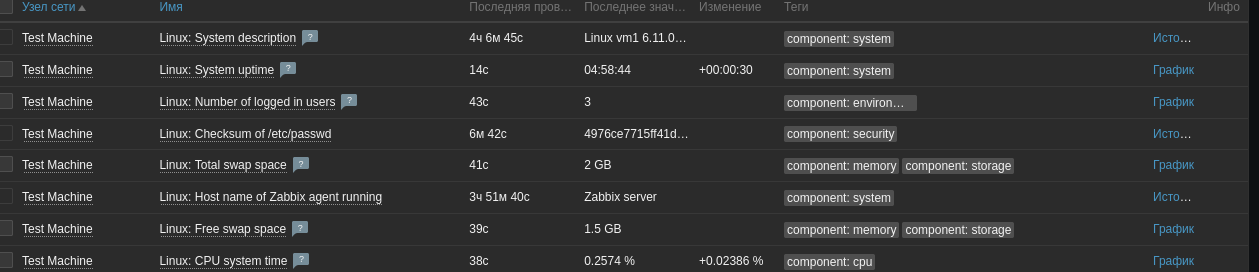 Узел сети Имя Последняя пров… Последнее знач… Изменение Теги Инфо
Test Machine Linux: System description ? 4ч 6м 45с Linux vm1 6.11.0… component: system Исто…
Test Machine Linux: System uptime ? 14с 04:58:44 +00:00:30 component: system График
Test Machine Linux: Number of logged in users ? 43с 3 component: environ… График
Test Machine Linux: Checksum of /etc/passwd 6м 42с 4976ce7715ff41d… component: security Исто…
Test Machine Linux: Total swap space ? 41с 2 GB component: memory component: storage График
Test Machine Linux: Host name of Zabbix agent running 3ч 51м 40с Zabbix server component: system Исто…
Test Machine Linux: Free swap space ? 39с 1.5 GB component: memory component: storage График
Test Machine Linux: CPU system time ? 38с 0.2574 % +0.02386 % component: cpu График